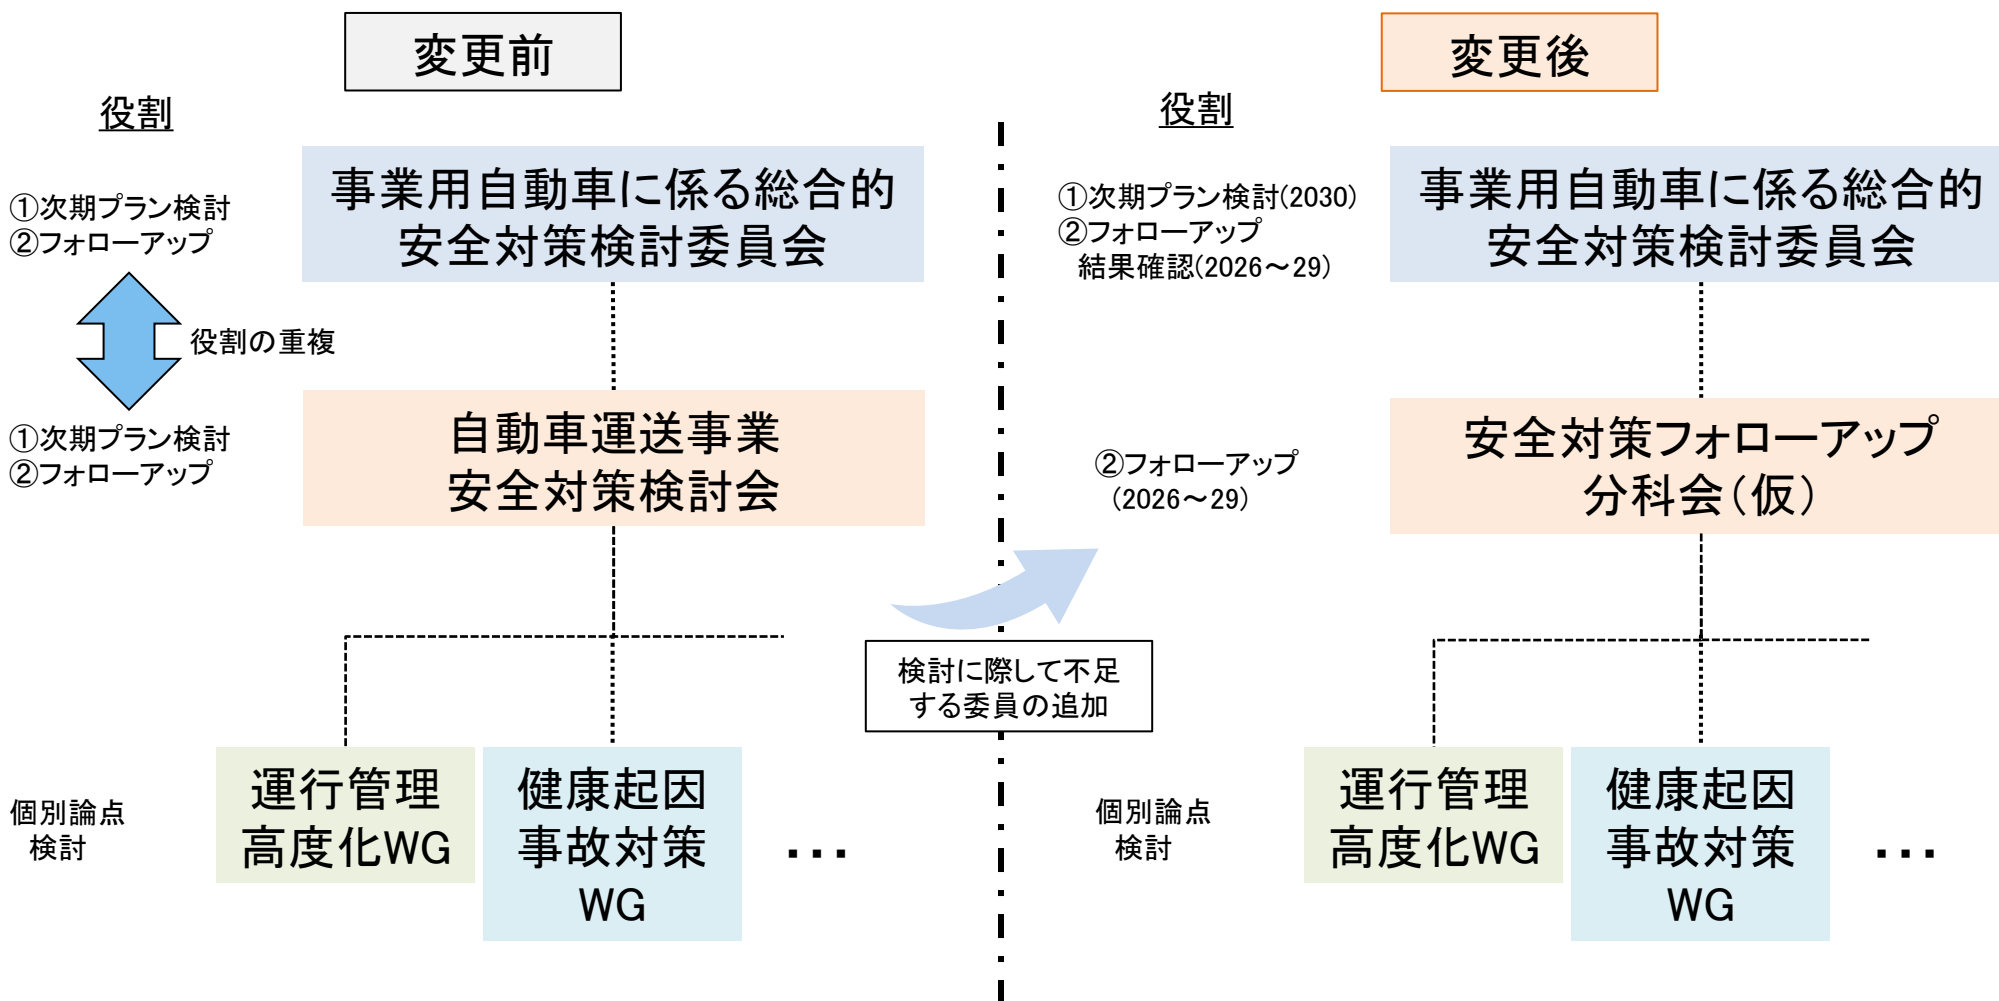 変更前
役割
①次期プラン検討
②フォローアップ
事業用自動車に係る総合的
安全対策検討委員会
役割の重複
①次期プラン検討
②フォローアップ
自動車運送事業
安全対策検討会
個別論点
検討
運行管理
高度化WG
健康起因
事故対策
WG
...
検討に際して不足
する委員の追加
変更後
役割
①次期プラン検討(2030)
②フォローアップ
結果確認(2026～29)
事業用自動車に係る総合的
安全対策検討委員会
②フォローアップ
(2026～29)
安全対策フォローアップ
分科会(仮)
個別論点
検討
運行管理
高度化WG
健康起因
事故対策
WG
...